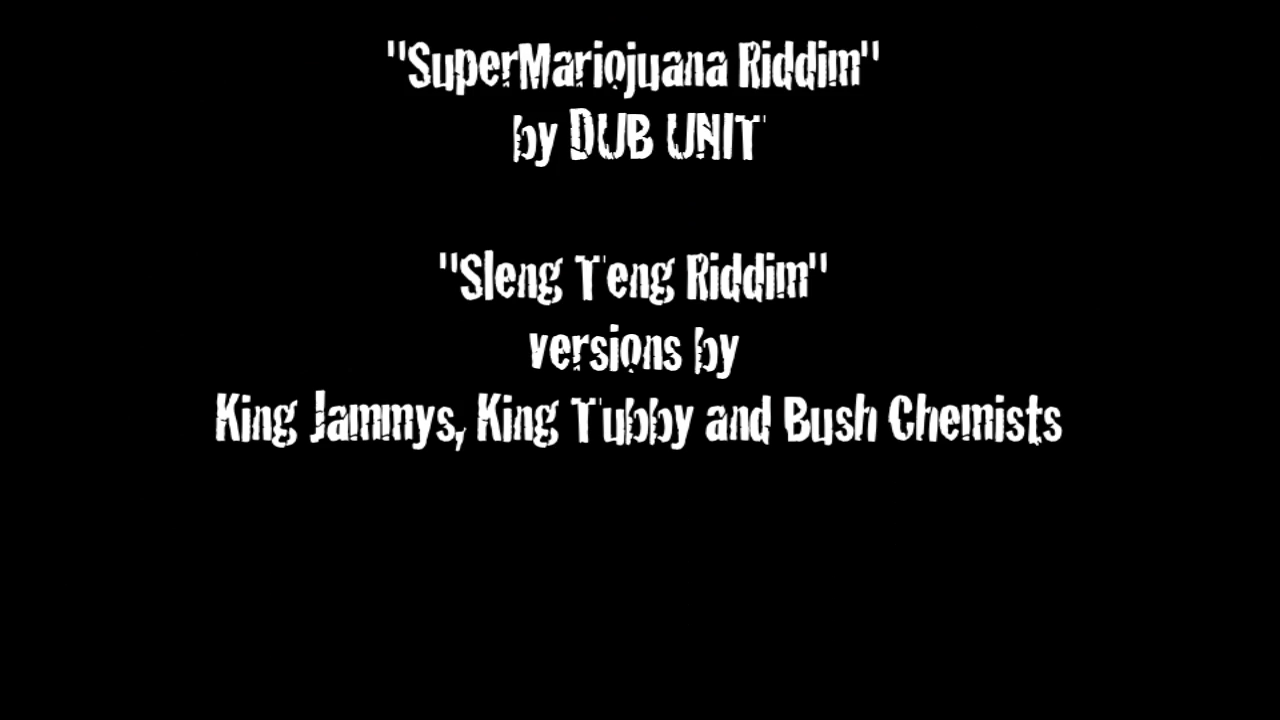 "SuperMariojuana Riddim"
by DUB UNIT
"Sleng Teng Riddim"
versions by
King Jammys, King Tubby and Bush Chemists